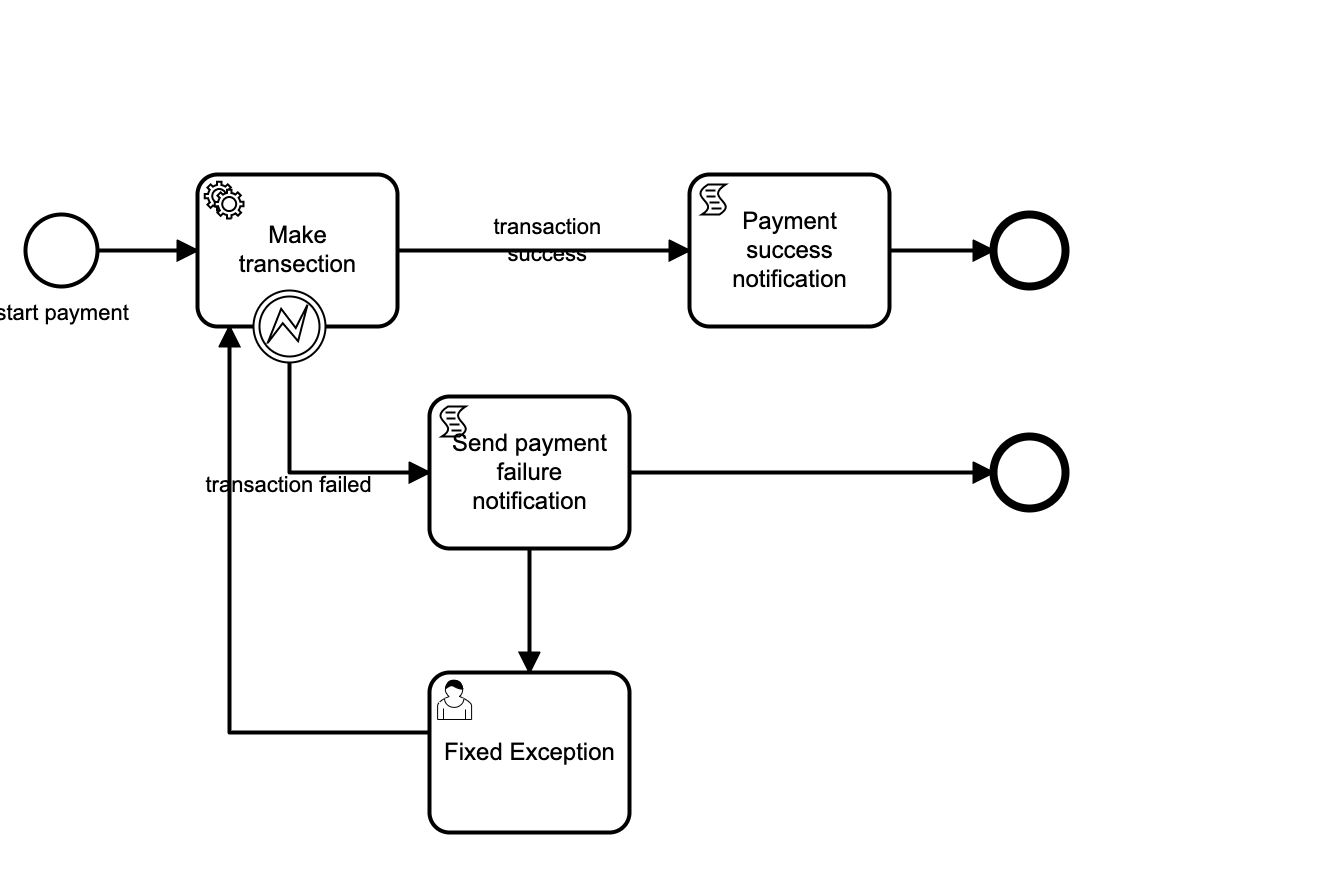 Make
transection
transaction
success
Payment
success
notification
start payment
Send payment
failure
notification
transaction failed
Fixed Exception